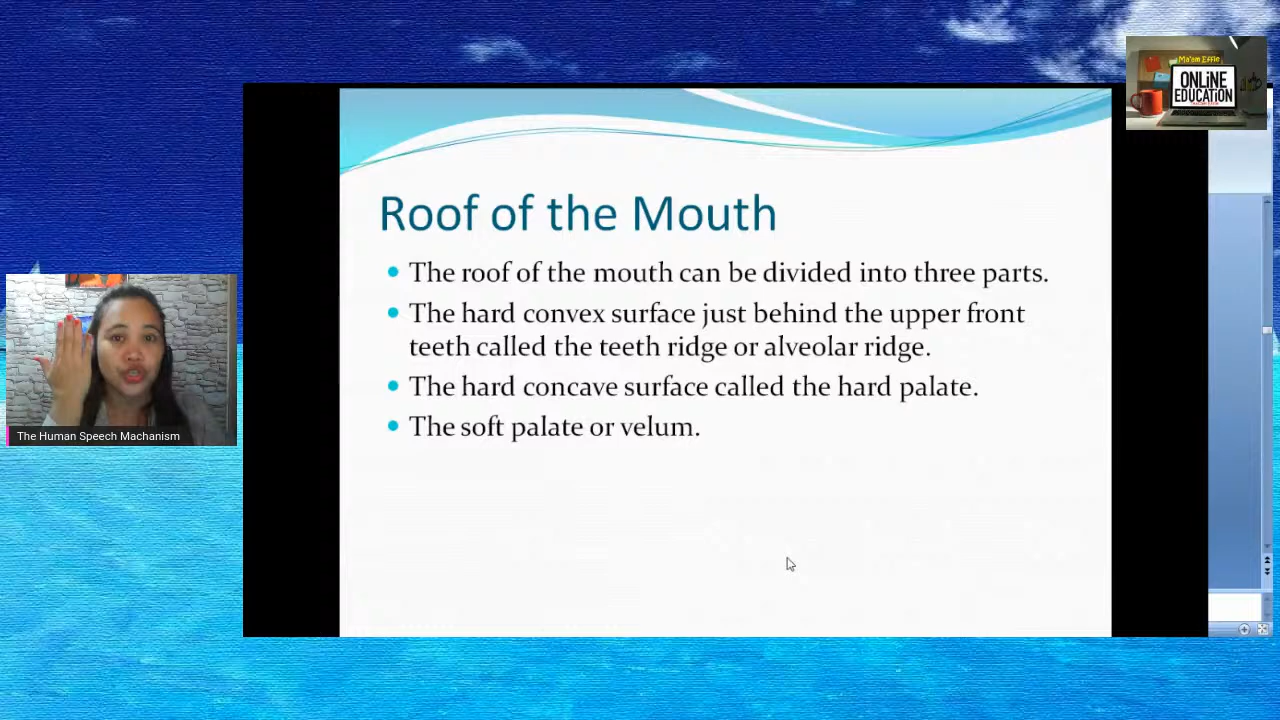 Ma'am Effie
ONLINE
EDUCATION
Roof of the Mouth
The roof of the mouth can be divided into three parts.
The hard convex surface just behind the upper front
teeth called the teeth ridge or alveolar ridge.
The hard concave surface called the hard palate.
The soft palate or velum.
The Human Speech Machanism